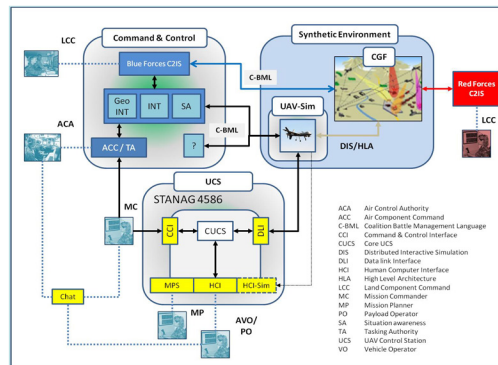 Command & Control
Synthetic Environment
LCC
Blue Forces C2IS
C-BML
CGF
Red Forces
C2IS
Geo
INT
INT
SA
UAV-Sim
LCC
ACA
C-BML
ACC / TA
?
DIS/HLA
UCS
STANAG 4586
MC
CCI
CUCS
DLI
Chat
MPS
HCI
HCI-Sim
MP
AVO/
PO
ACA Air Control Authority
ACC Air Component Command
C-BML Coalition Battle Management Language
CCI Command & Control Interface
CUCS Core UCS
DIS Distributed Interactive Simulation
DLI Data link Interface
HCI Human Computer Interface
HLA High Level Architecture
LCC Land Component Command
MC Mission Commander
MP Mission Planner
PO Payload Operator
SA Situation awareness
TA Tasking Authority
UCS UAV Control Station
VO Vehicle Operator